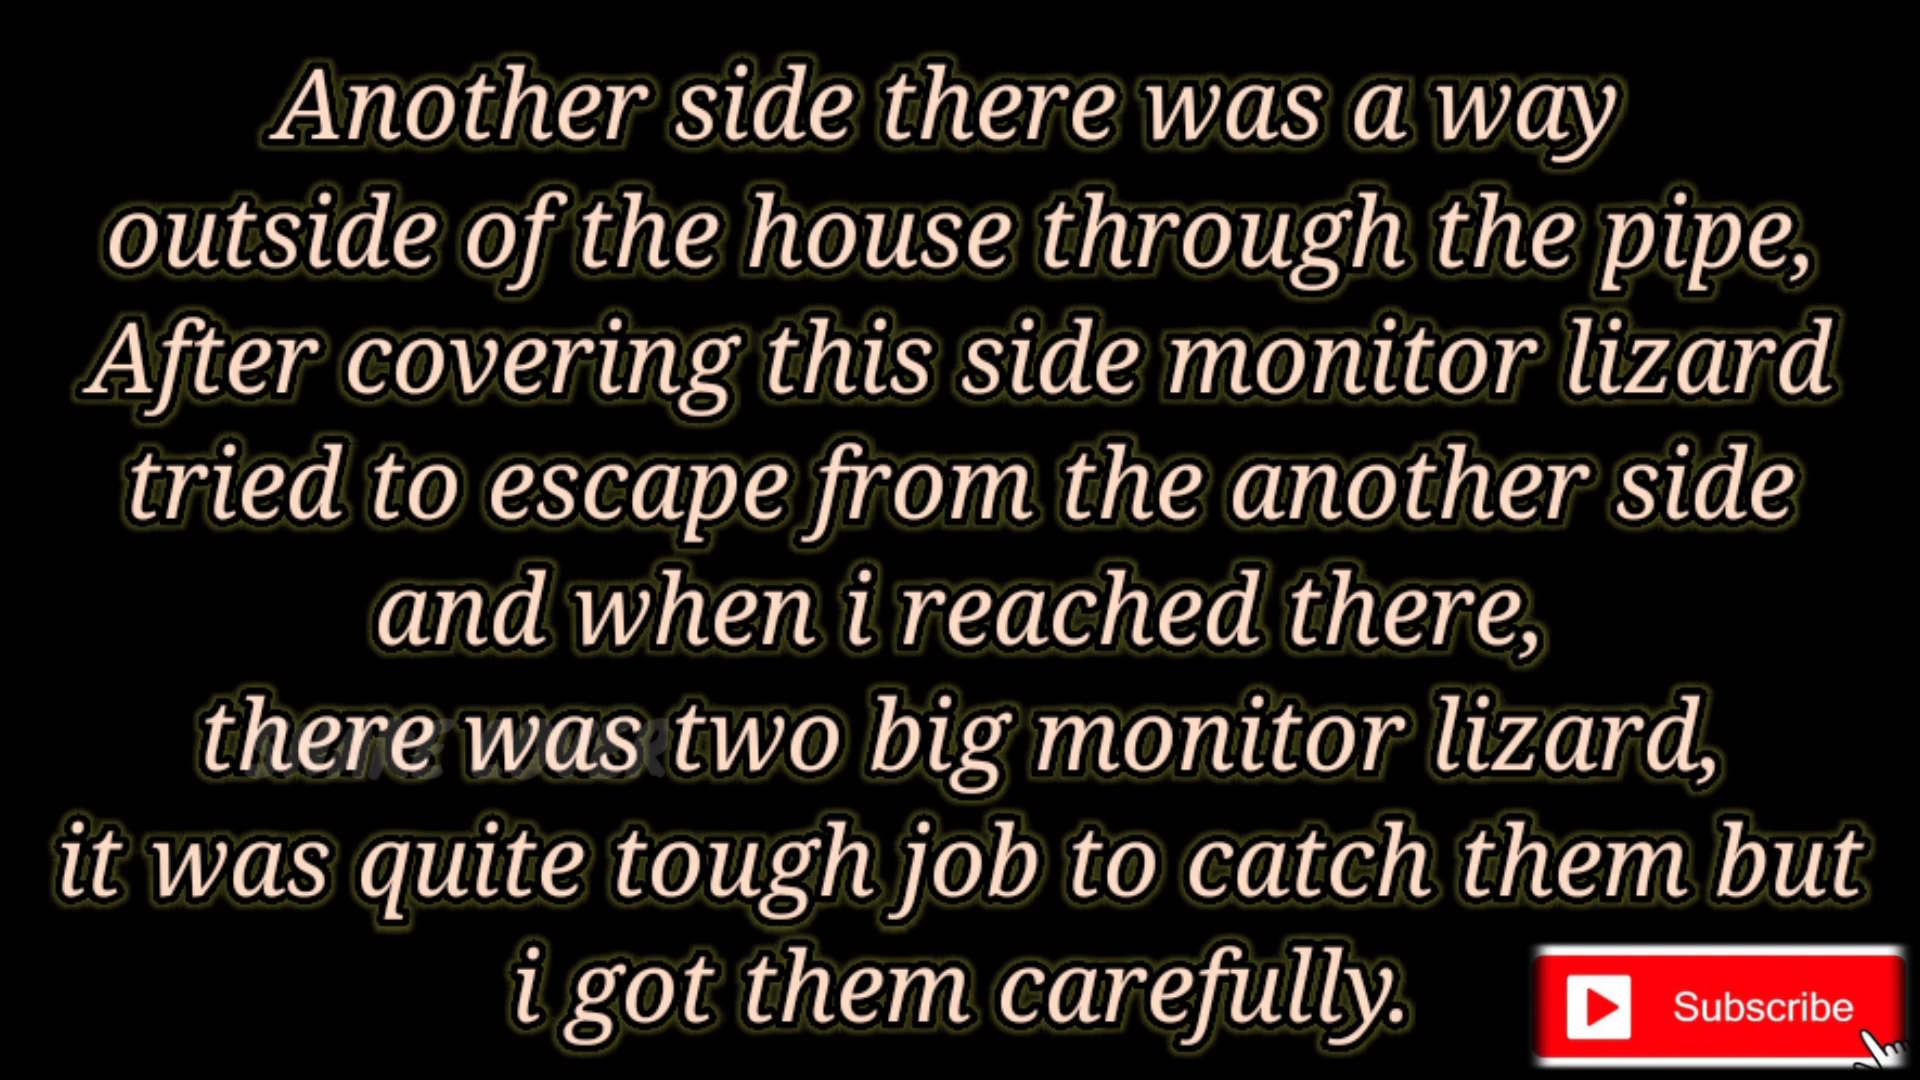 Another side there was a way
outside of the house through the pipe,
After covering this side monitor lizard
tried to escape from the another side
and when i reached there,
there was two big monitor lizard,
it was quite tough job to catch them but
i got them carefully.
Subscribe